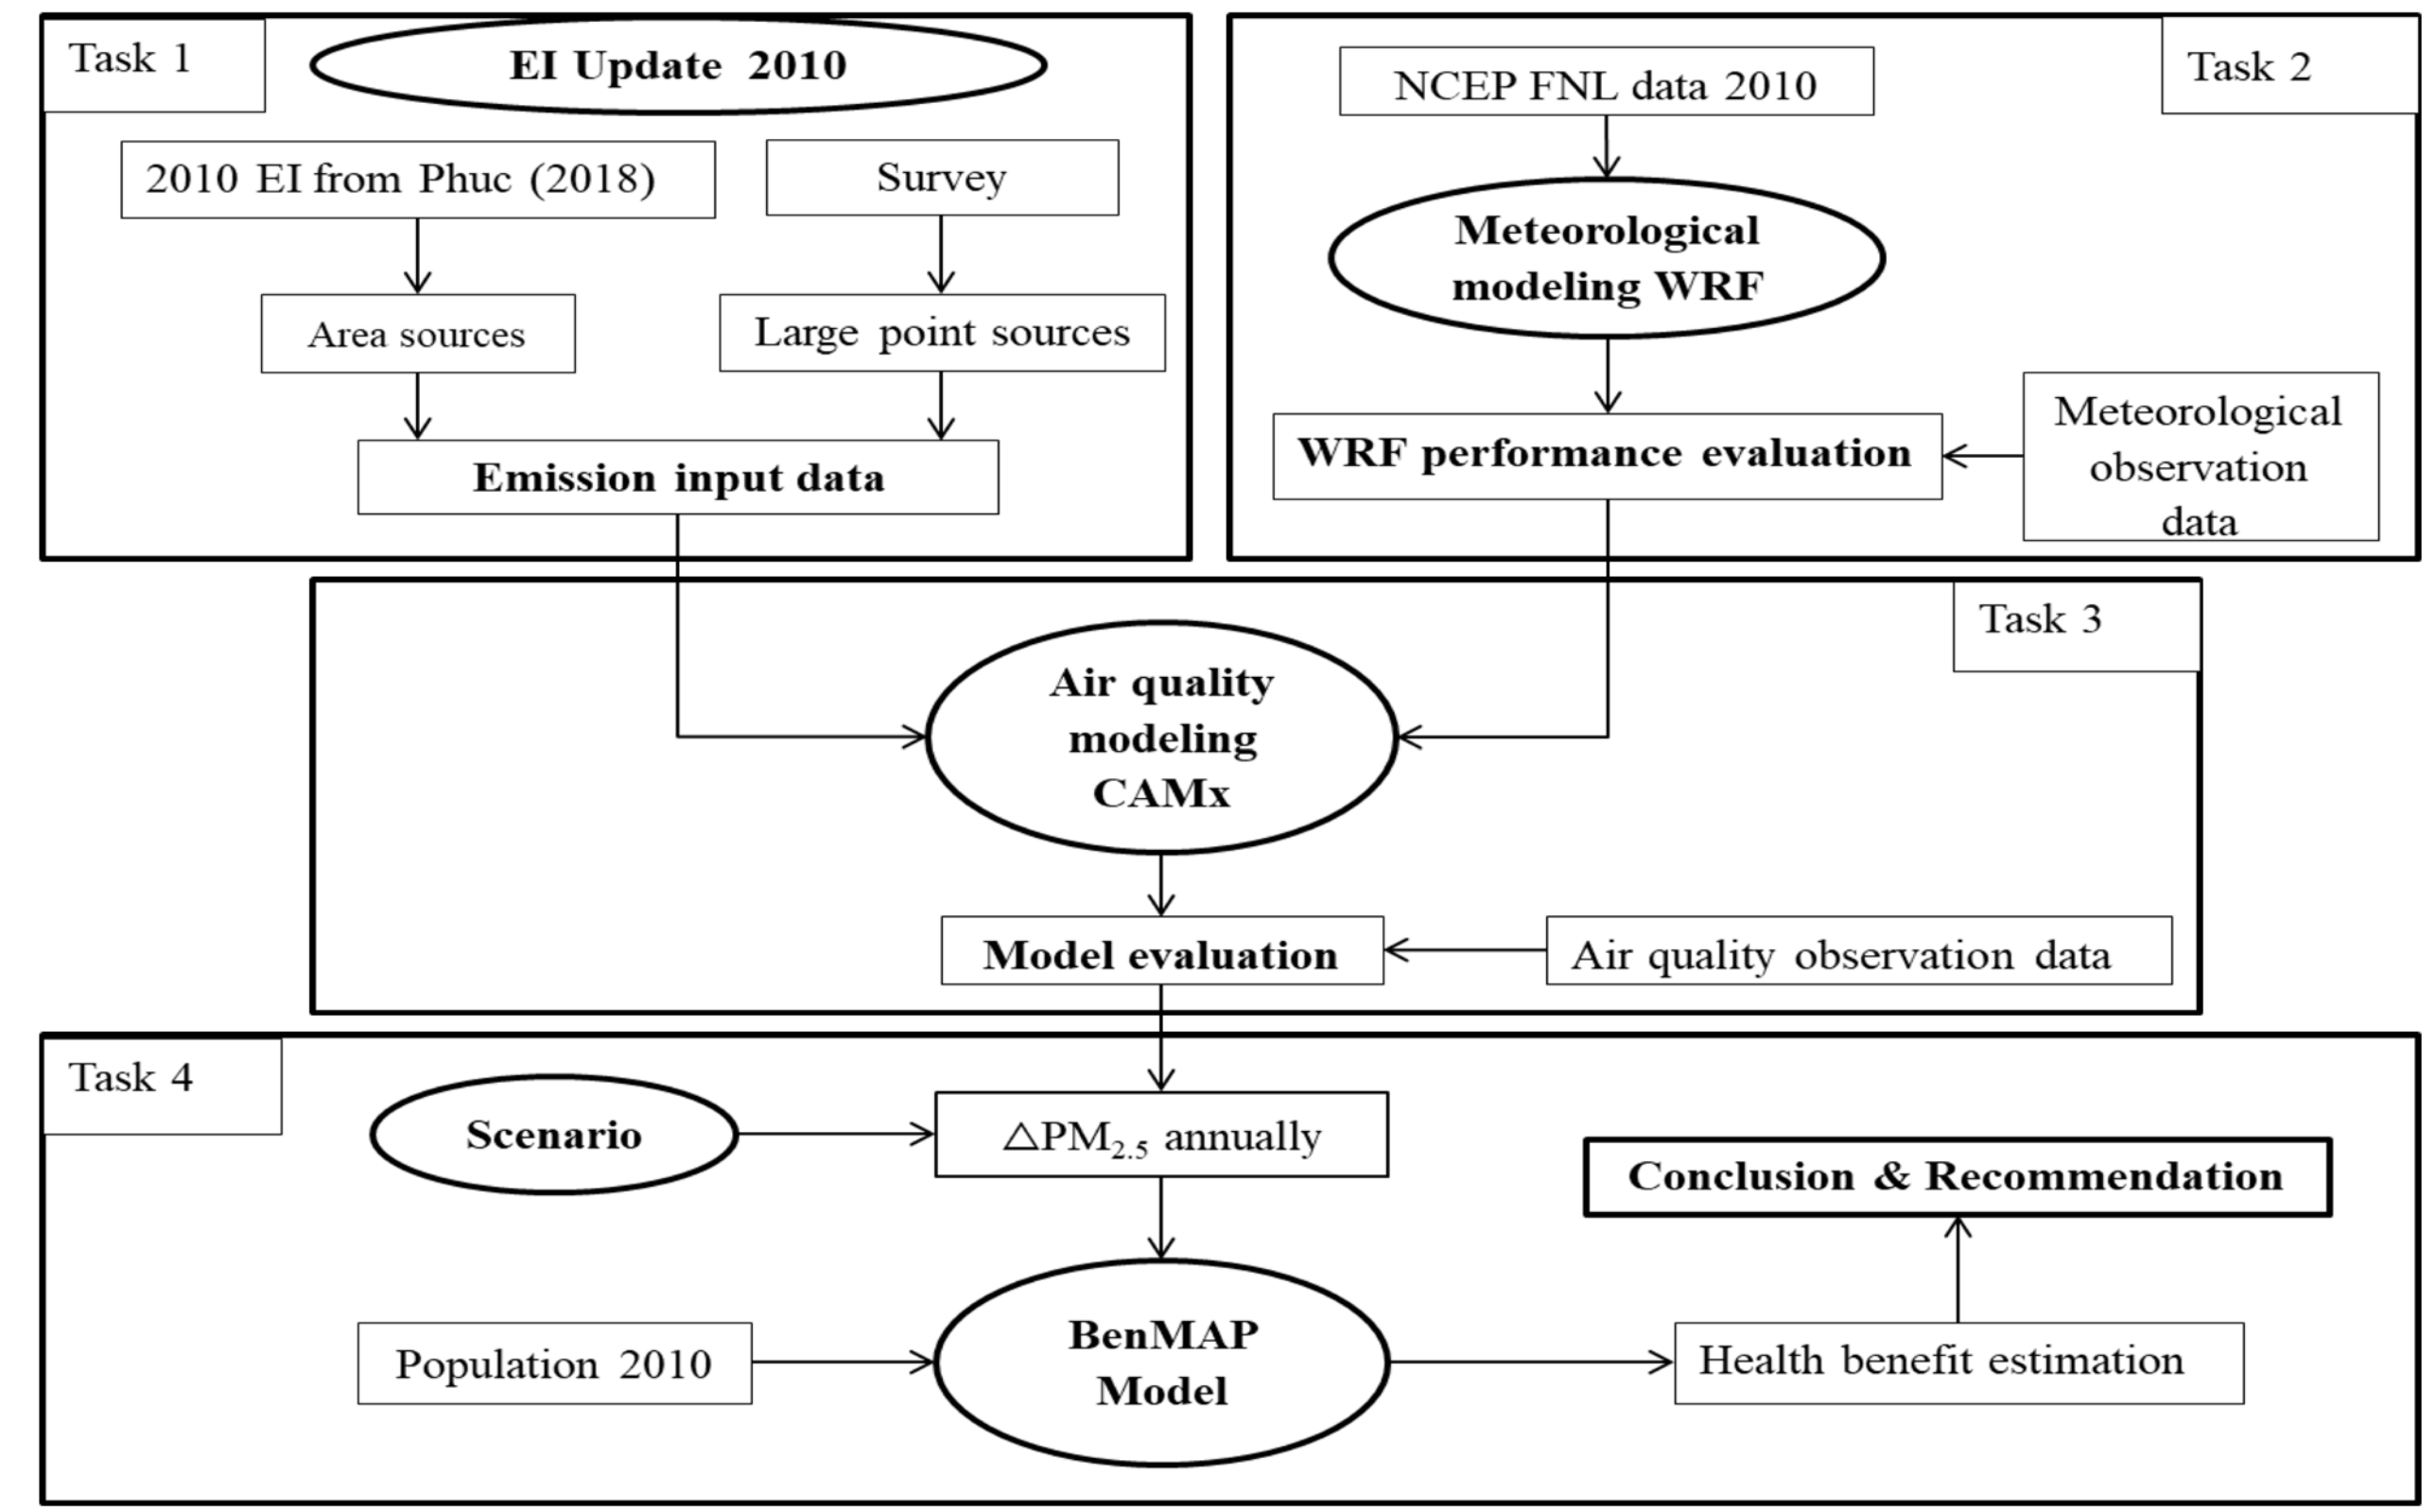 Task 1
EI Update 2010
2010 EI from Phuc (2018)
Survey
Area sources
Large point sources
Emission input data
Task 2
NCEP FNL data 2010
Meteorological
modeling WRF
WRF performance evaluation
Meteorological
observation
data
Task 3
Air quality
modeling
CAMx
Model evaluation
Air quality observation data
Task 4
Scenario
△PM₂.₅ annually
Conclusion & Recommendation
Population 2010
BenMAP
Model
Health benefit estimation